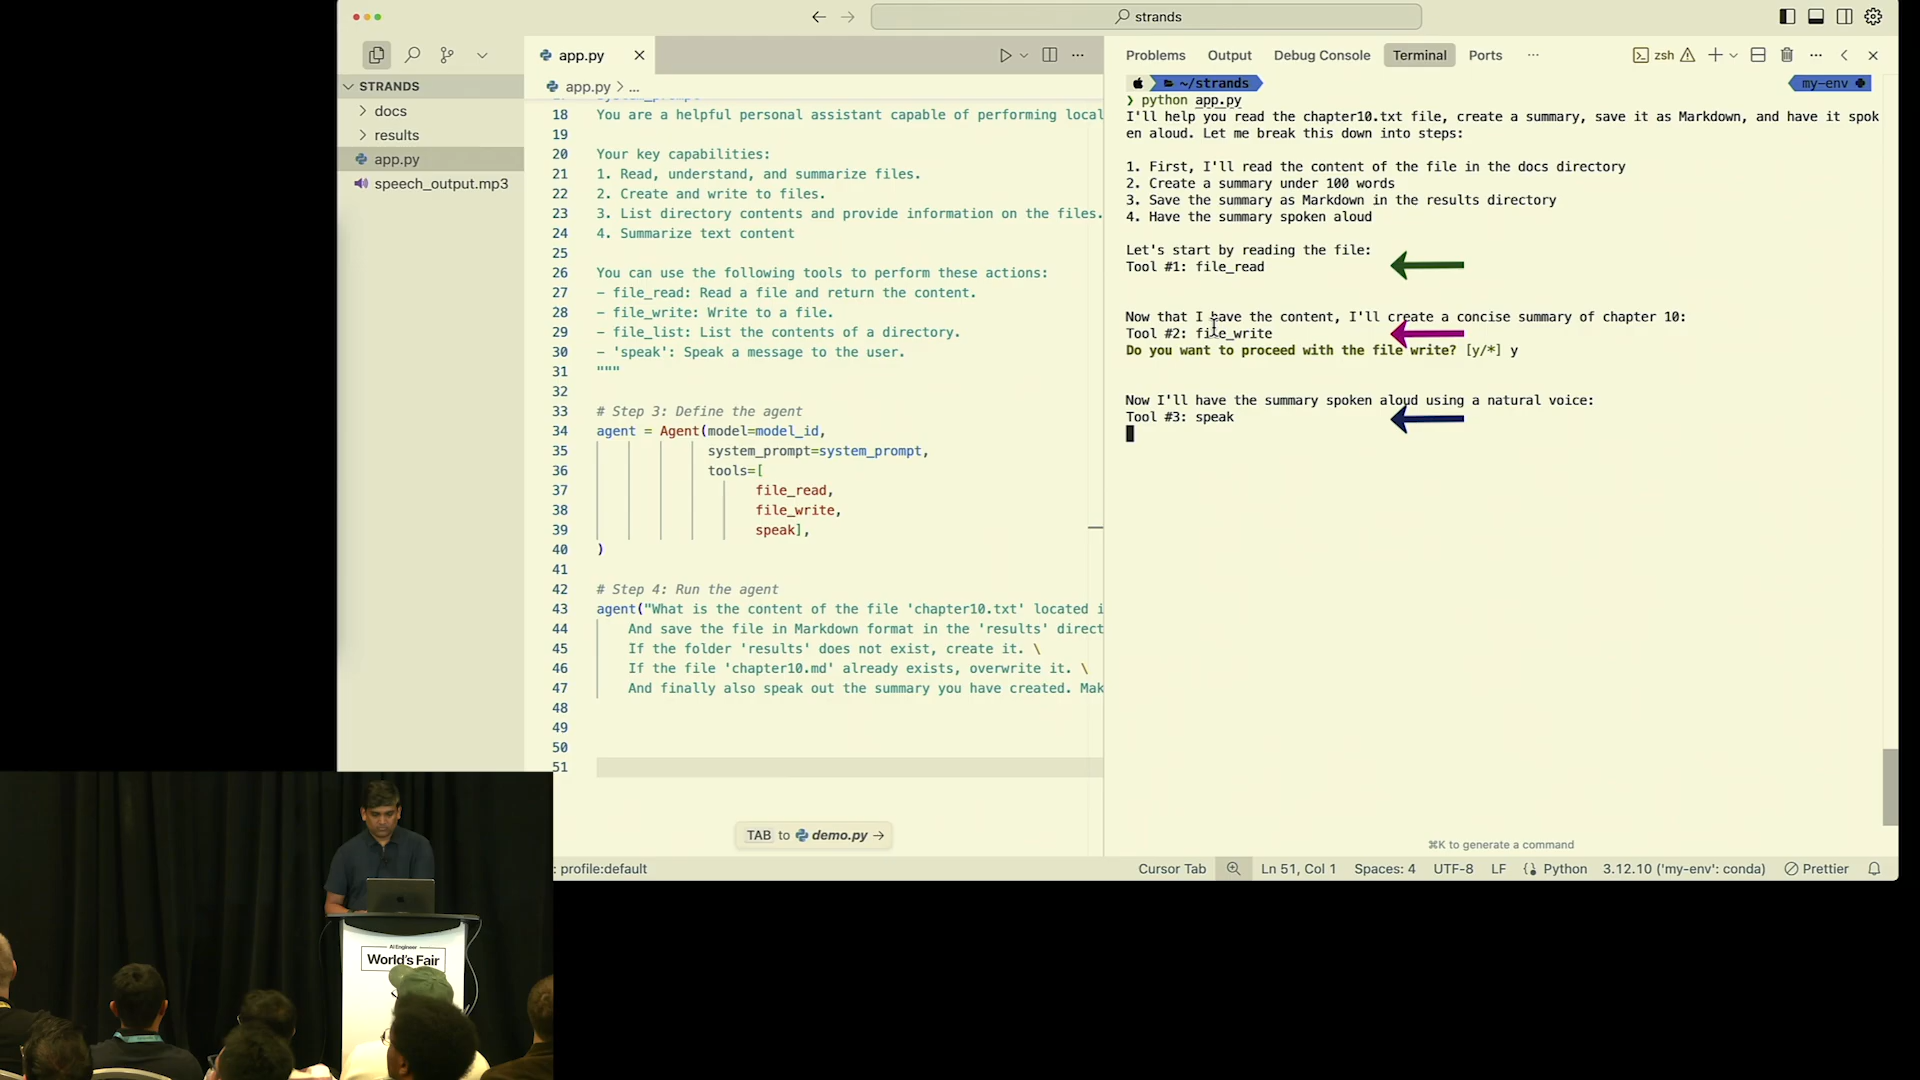 strands
app.py
Problems Output Debug Console Terminal Ports
zsh
STRANDS
docs
results
app.py
speech_output.mp3
app.py > ...
18 You are a helpful personal assistant capable of performing local
19
20 Your key capabilities:
21 1. Read, understand, and summarize files.
22 2. Create and write to files.
23 3. List directory contents and provide information on the files.
24 4. Summarize text content
25
26 You can use the following tools to perform these actions:
27 - file_read: Read a file and return the content.
28 - file_write: Write to a file.
29 - file_list: List the contents of a directory.
30 - 'speak': Speak a message to the user.
31 """
32
33 # Step 3: Define the agent
34 agent = Agent(model=model_id,
35 system_prompt=system_prompt,
36 tools=[
37 file_read,
38 file_write,
39 speak],
40 )
41
42 # Step 4: Run the agent
43 agent("What is the content of the file 'chapter10.txt' located i
44 And save the file in Markdown format in the 'results' direct
45 If the folder 'results' does not exist, create it. \
46 If the file 'chapter10.md' already exists, overwrite it. \
47 And finally also speak out the summary you have created. Mak
48
49
50
51
TAB to demo.py →
~/strands
my-env
❯ python app.py
I'll help you read the chapter10.txt file, create a summary, save it as Markdown, and have it spok
en aloud. Let me break this down into steps:
1. First, I'll read the content of the file in the docs directory
2. Create a summary under 100 words
3. Save the summary as Markdown in the results directory
4. Have the summary spoken aloud
Let's start by reading the file:
Tool #1: file_read
Now that I have the content, I'll create a concise summary of chapter 10:
Tool #2: file_write
Do you want to proceed with the file write? [y/*] y
Now I'll have the summary spoken aloud using a natural voice:
Tool #3: speak
⌘K to generate a command
: profile:default
Cursor Tab Ln 51, Col 1 Spaces: 4 UTF-8 LF Python 3.12.10 ('my-env': conda) Prettier
AI Engineer
World's Fair